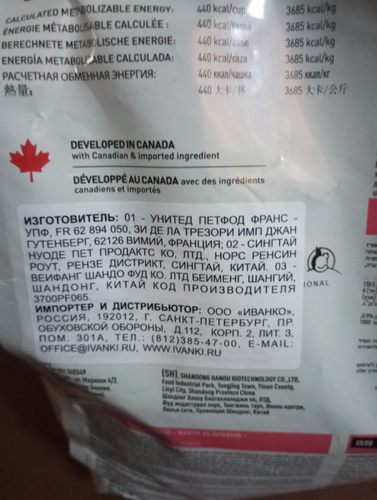 CALCULATED METABOLIZABLE ENERGY: 440 kcal/cup 3685 kcal/kg
ÉNERGIE MÉTABOLISABLE CALCULÉE : 440 kcal/tasse 3685 kcal/kg
BERECHNETE METABOLISCHE ENERGIE: 440 kcal/tasse 3685 kcal/kg
ENERGÍA METABOLISABLE CALCULADA: 440 kcal/taza 3685 kcal/kg
РАСЧЕТНАЯ ОБМЕННАЯ ЭНЕРГИЯ: 440 ккал/чашка 3685 ккал/кг
熱量: 440 大卡/杯 3685 大卡/公斤
DEVELOPED IN CANADA
with Canadian & imported ingredient
DÉVELOPPÉ AU CANADA avec des ingrédients
canadiens et importés
ИЗГОТОВИТЕЛЬ: 01 - УНИТЕД ПЕТФОД ФРАНС -
УПФ, FR 62 894 050, ЗИ ДЕ ЛА ТРЕЗОРИ ИМП ДЖАН
ГУТЕНБЕРГ, 62126 ВИМИЙ, ФРАНЦИЯ; 02 - СИНГТАЙ
НУОДЕ ПЕТ ПРОДАКТС КО, ЛТД., НОРС РЕНСИН
РОУТ, РЕНЗЕ ДИСТРИКТ, СИНГТАЙ, КИТАЙ. 03 -
ВЕИФАНГ ШАНДО ФУД КО, ЛТД БЕИМЕНГ, ШАНГИЙ,
ШАНДОНГ, КИТАЙ КОД ПРОИЗВОДИТЕЛЯ
3700PF065.
ИМПОРТЕР И ДИСТРИБЬЮТОР: ООО «ИВАНКО»,
РОССИЯ, 192012, Г. САНКТ-ПЕТЕРБУРГ, ПР.
ОБУХОВСКОЙ ОБОРОНЫ, Д.112. КОРП. 2, ЛИТ. З,
ПОМ. 301А, ТЕЛ.: (812)385-47-00, E-MAIL:
OFFICE@IVANKI.RU, WWW.IVANKI.RU
IONAL
(SH). SHANDONG HANOU BIOTECHNOLOGY CO.,LTD.
Food Industrial Park, Tongjing Town, Yinan County,
Linyi City, Shandong Province China